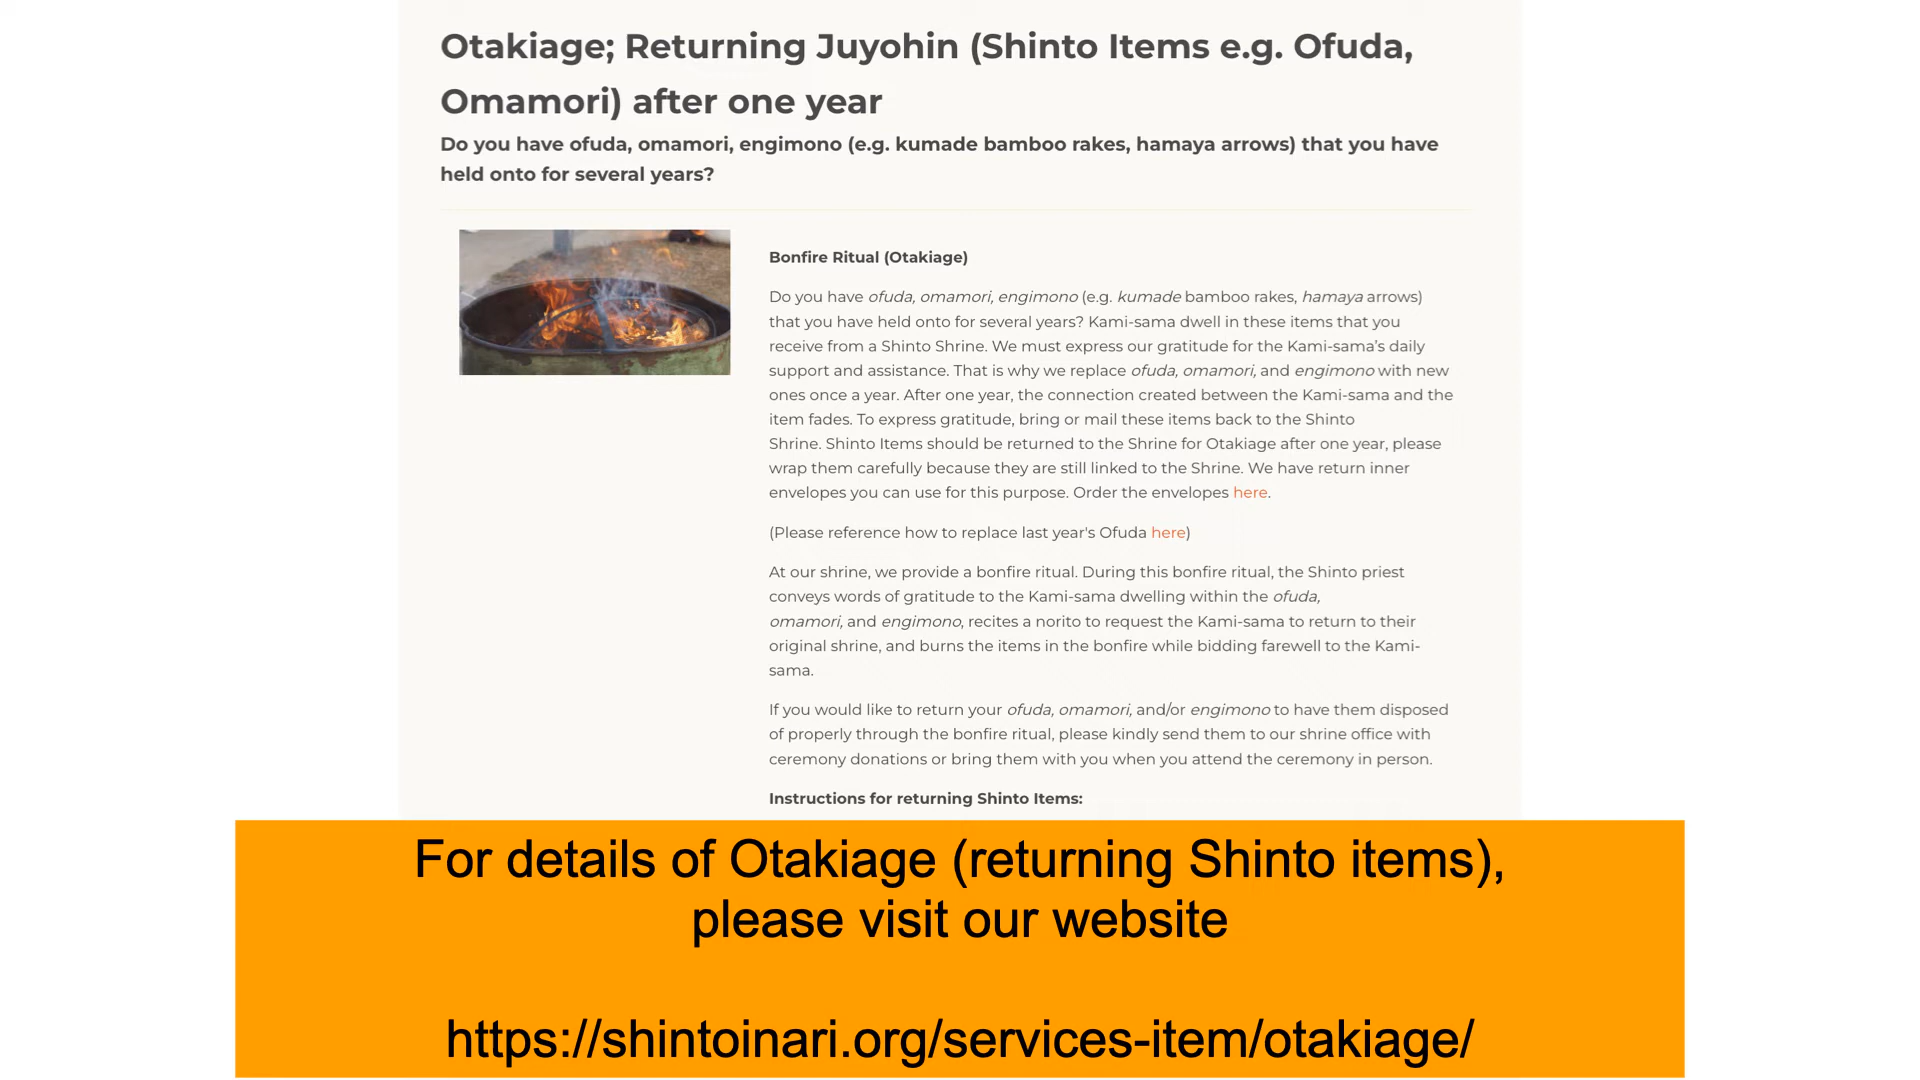 Otakiage; Returning Juyohin (Shinto Items e.g. Ofuda,
Omamori) after one year
Do you have ofuda, omamori, engimono (e.g. kumade bamboo rakes, hamaya arrows) that you have
held onto for several years?
Bonfire Ritual (Otakiage)
Do you have ofuda, omamori, engimono (e.g. kumade bamboo rakes, hamaya arrows)
that you have held onto for several years? Kami-sama dwell in these items that you
receive from a Shinto Shrine. We must express our gratitude for the Kami-sama’s daily
support and assistance. That is why we replace ofuda, omamori, and engimono with new
ones once a year. After one year, the connection created between the Kami-sama and the
item fades. To express gratitude, bring or mail these items back to the Shinto
Shrine. Shinto Items should be returned to the Shrine for Otakiage after one year, please
wrap them carefully because they are still linked to the Shrine. We have return inner
envelopes you can use for this purpose. Order the envelopes here.
(Please reference how to replace last year's Ofuda here)
At our shrine, we provide a bonfire ritual. During this bonfire ritual, the Shinto priest
conveys words of gratitude to the Kami-sama dwelling within the ofuda,
omamori, and engimono, recites a norito to request the Kami-sama to return to their
original shrine, and burns the items in the bonfire while bidding farewell to the Kami-
sama.
If you would like to return your ofuda, omamori, and/or engimono to have them disposed
of properly through the bonfire ritual, please kindly send them to our shrine office with
ceremony donations or bring them with you when you attend the ceremony in person.
Instructions for returning Shinto Items:
For details of Otakiage (returning Shinto items),
please visit our website
https://shintoinari.org/services-item/otakiage/